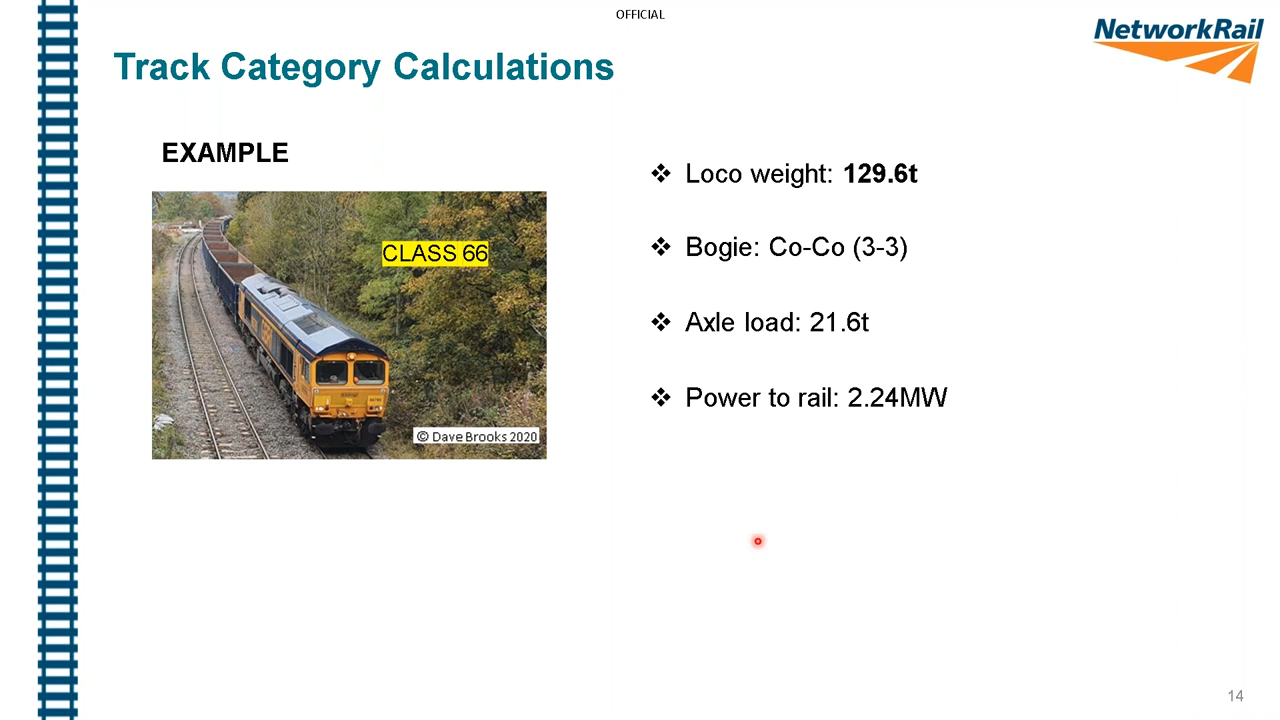 OFFICIAL
NetworkRail
Track Category Calculations
EXAMPLE
CLASS 66
© Dave Brooks 2020
❖ Loco weight: 129.6t
❖ Bogie: Co-Co (3-3)
❖ Axle load: 21.6t
❖ Power to rail: 2.24MW
14